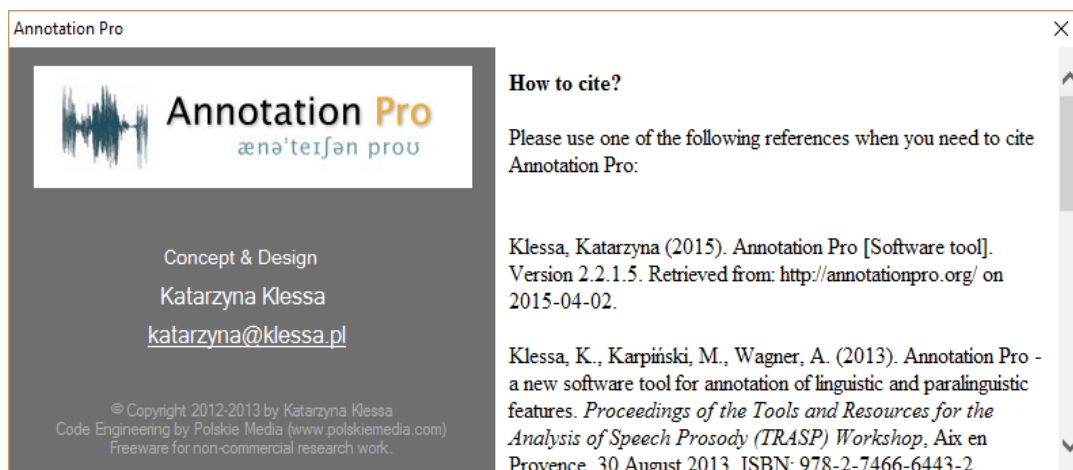 Annotation Pro
Annotation Pro
ænəˈteɪʃən proʊ
Concept & Design
Katarzyna Klessa
katarzyna@klessa.pl
© Copyright 2012-2013 by Katarzyna Klessa
Code Engineering by Polskie Media (www.polskiemedia.com)
Freeware for non-commercial research work.
How to cite?
Please use one of the following references when you need to cite
Annotation Pro:
Klessa, Katarzyna (2015). Annotation Pro [Software tool].
Version 2.2.1.5. Retrieved from: http://annotationpro.org/ on
2015-04-02.
Klessa, K., Karpiński, M., Wagner, A. (2013). Annotation Pro -
a new software tool for annotation of linguistic and paralinguistic
features. Proceedings of the Tools and Resources for the
Analysis of Speech Prosody (TRASP) Workshop, Aix en
Provence, 30 August 2013. ISBN: 978-2-7466-6443-2